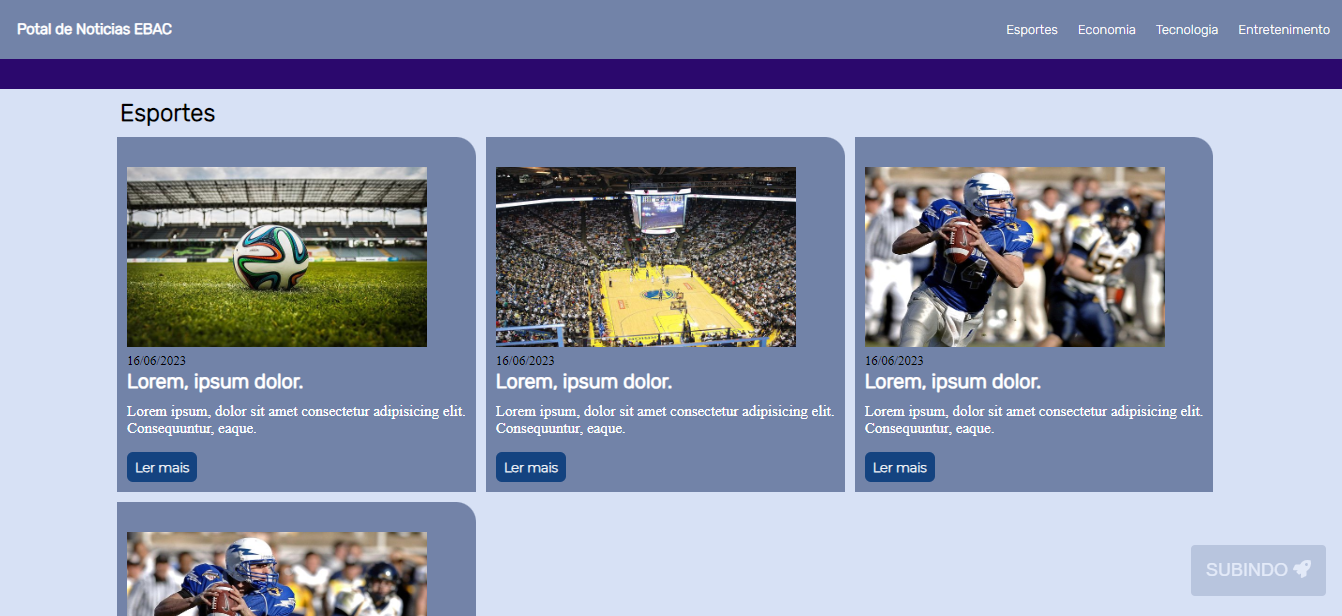 Potal de Noticias EBAC
Esportes Economia Tecnologia Entretenimento
Esportes
16/06/2023
Lorem, ipsum dolor.
Lorem ipsum, dolor sit amet consectetur adipisicing elit.
Consequuntur, eaque.
Ler mais
16/06/2023
Lorem, ipsum dolor.
Lorem ipsum, dolor sit amet consectetur adipisicing elit.
Consequuntur, eaque.
Ler mais
14
16/06/2023
Lorem, ipsum dolor.
Lorem ipsum, dolor sit amet consectetur adipisicing elit.
Consequuntur, eaque.
Ler mais
SUBINDO